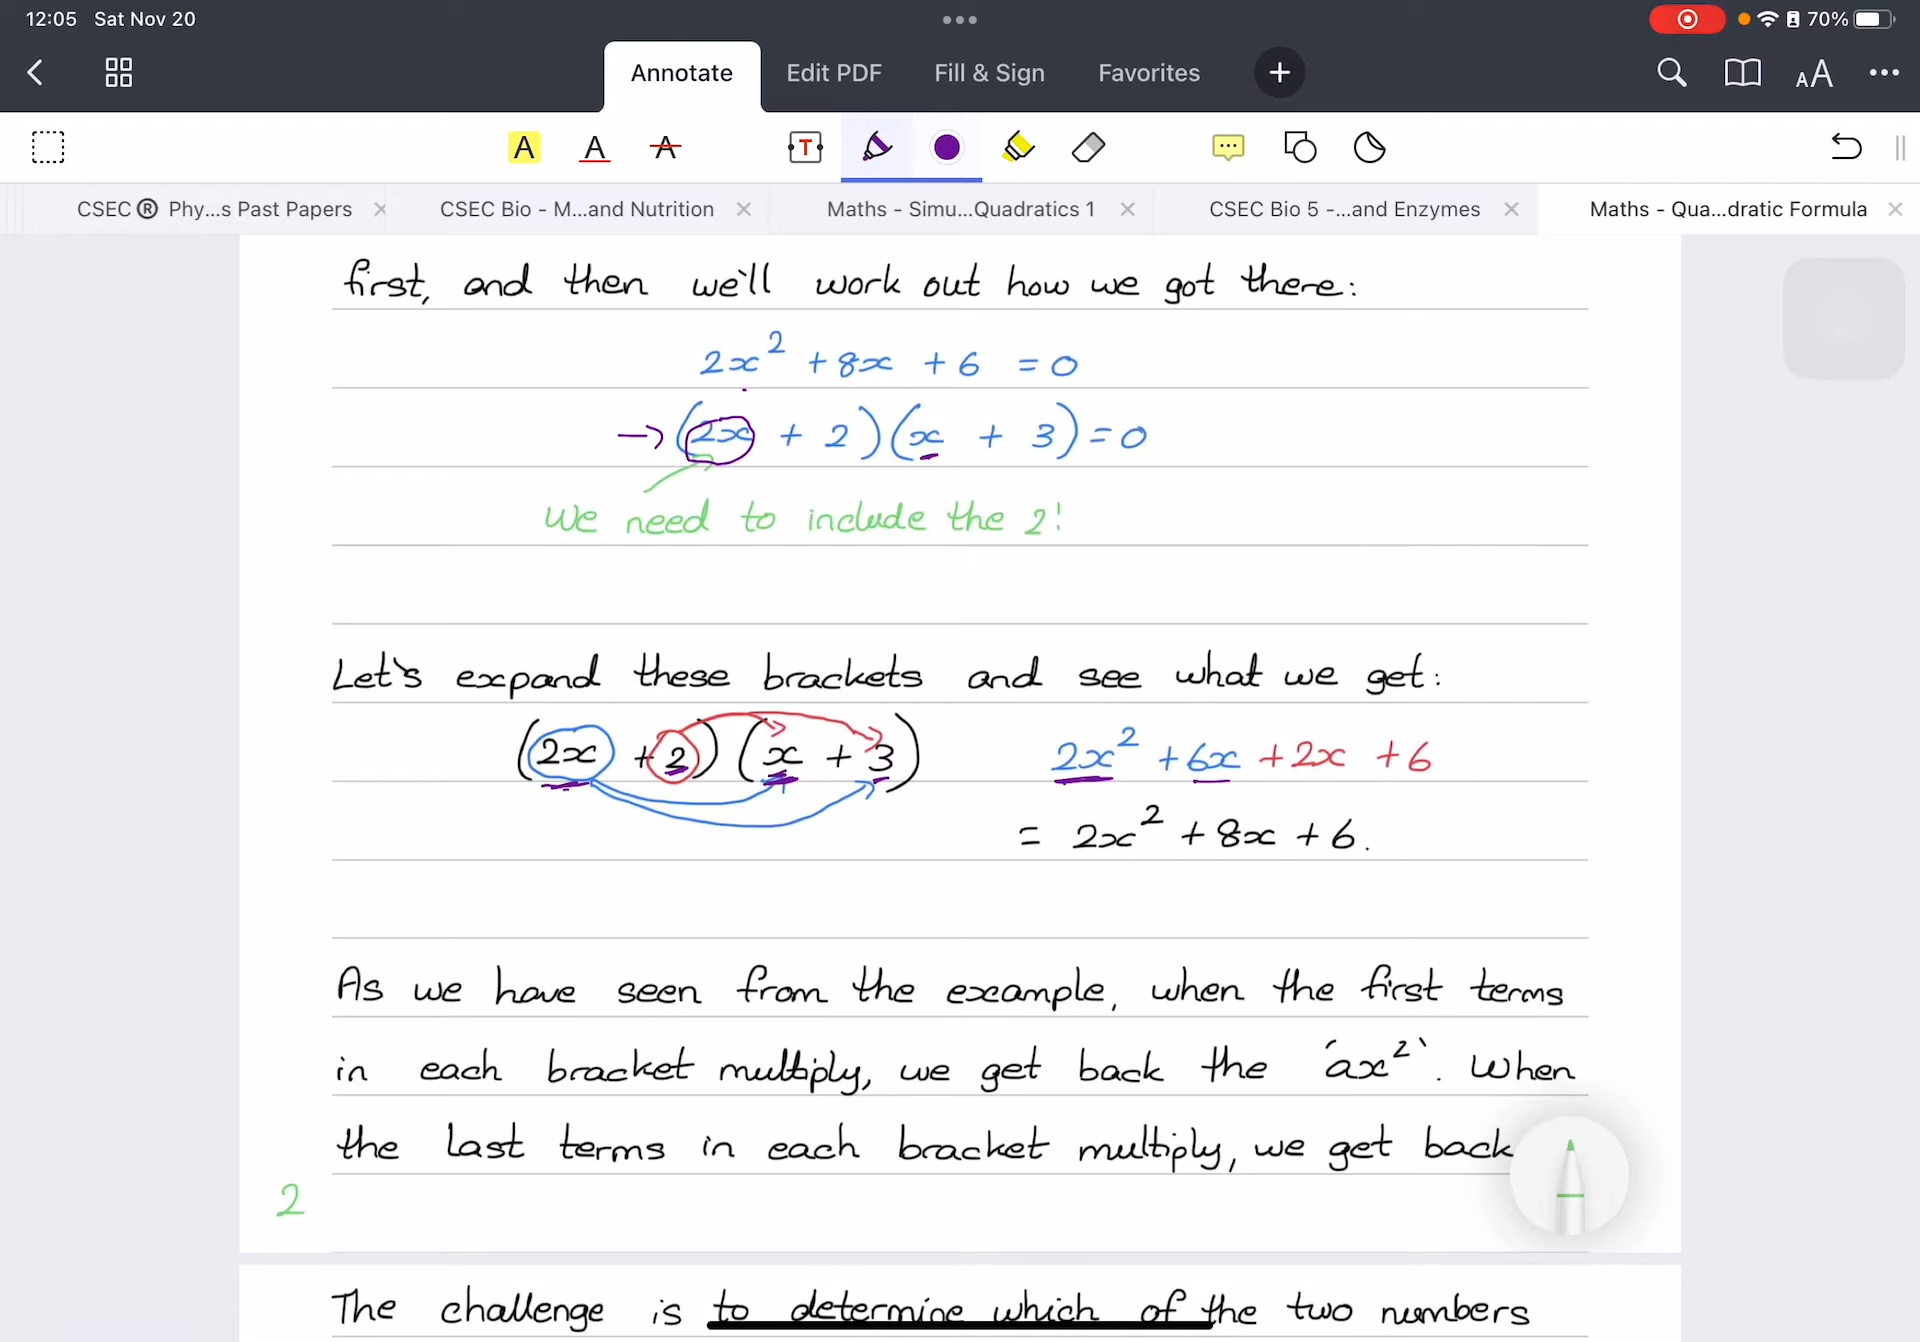 12:05 Sat Nov 20
70%
Annotate Edit PDF Fill & Sign Favorites
AA
A A A T
CSEC® Phy...s Past Papers CSEC Bio - M...and Nutrition Maths - Simu...Quadratics 1 CSEC Bio 5 -...and Enzymes Maths - Qua...dratic Formula
first, and then we'll work out how we got there:
2x² + 8x + 6 = 0
→ (2x + 2)(x + 3) = 0
We need to include the 2!
Let's expand these brackets and see what we get:
(2x + 2)(x + 3) 2x² + 6x + 2x + 6
= 2x² + 8x + 6.
As we have seen from the example, when the first terms
in each bracket multiply, we get back the 'ax²'. When
the last terms in each bracket multiply, we get back
2
The challenge is to determine which of the two numbers